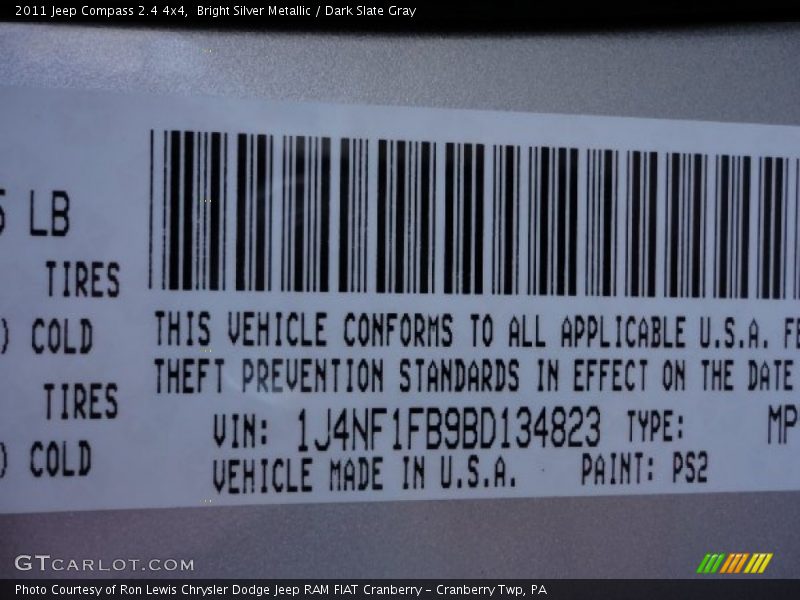 2011 Jeep Compass 2.4 4x4,  Bright Silver Metallic / Dark Slate Gray
LB
TIRES
) COLD
TIRES
) COLD
THIS VEHICLE CONFORMS TO ALL APPLICABLE U.S.A.
THEFT PREVENTION STANDARDS IN EFFECT ON THE DATE
VIN: 1J4NF1FB9BD134823 TYPE: MP
VEHICLE MADE IN U.S.A. PAINT: PS2
GTCARLOT.COM
Photo Courtesy of Ron Lewis Chrysler Dodge Jeep RAM FIAT Cranberry – Cranberry Twp, PA